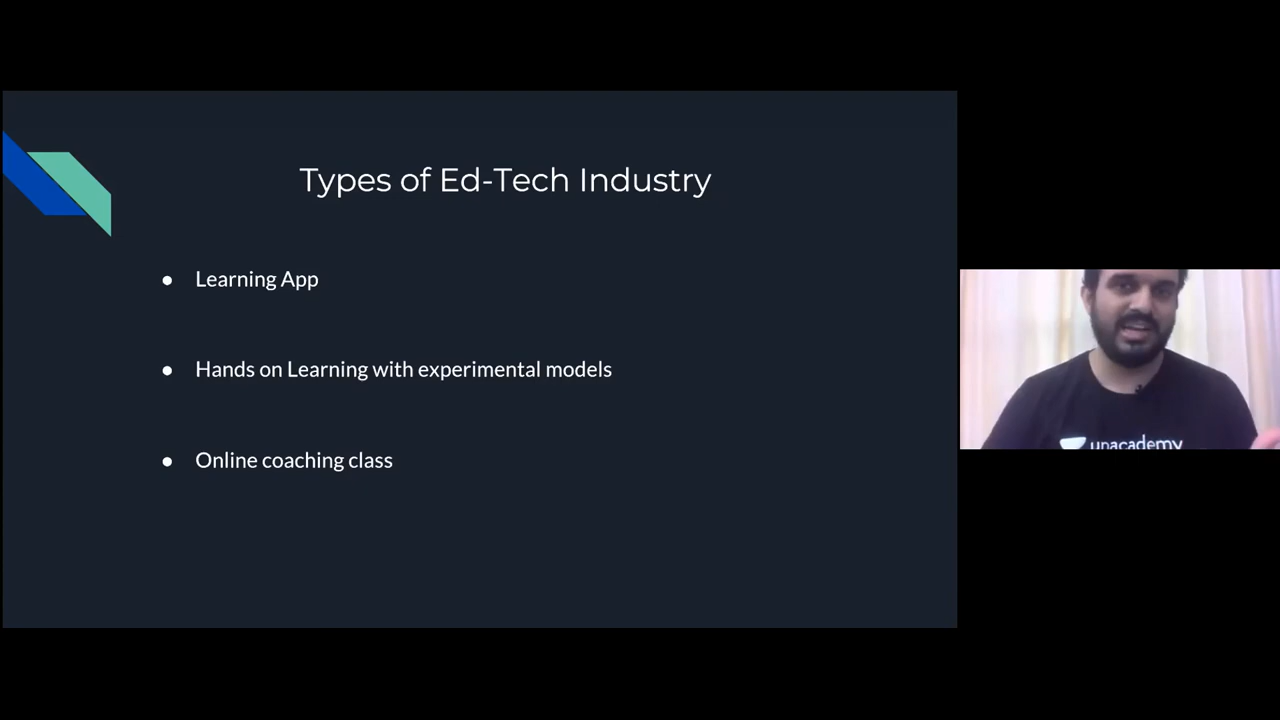 Types of Ed-Tech Industry
● Learning App
● Hands on Learning with experimental models
● Online coaching class
unacademy